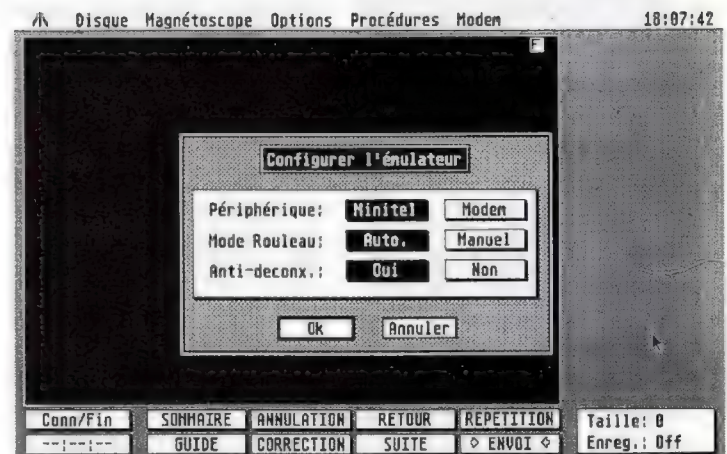 Disque Magnétoscope Options Procédures Modem 18:07:42
F
Configurer l'émulateur
Périphérique: Minitel Modem
Mode Rouleau: Auto. Manuel
Anti-deconx.: Oui Non
Ok Annuler
Conn/Fin SOMMAIRE ANNULATION RETOUR REPETITION Taille: 0
--:--:-- GUIDE CORRECTION SUITE ◊ ENVOI ◊ Enreg.: Off